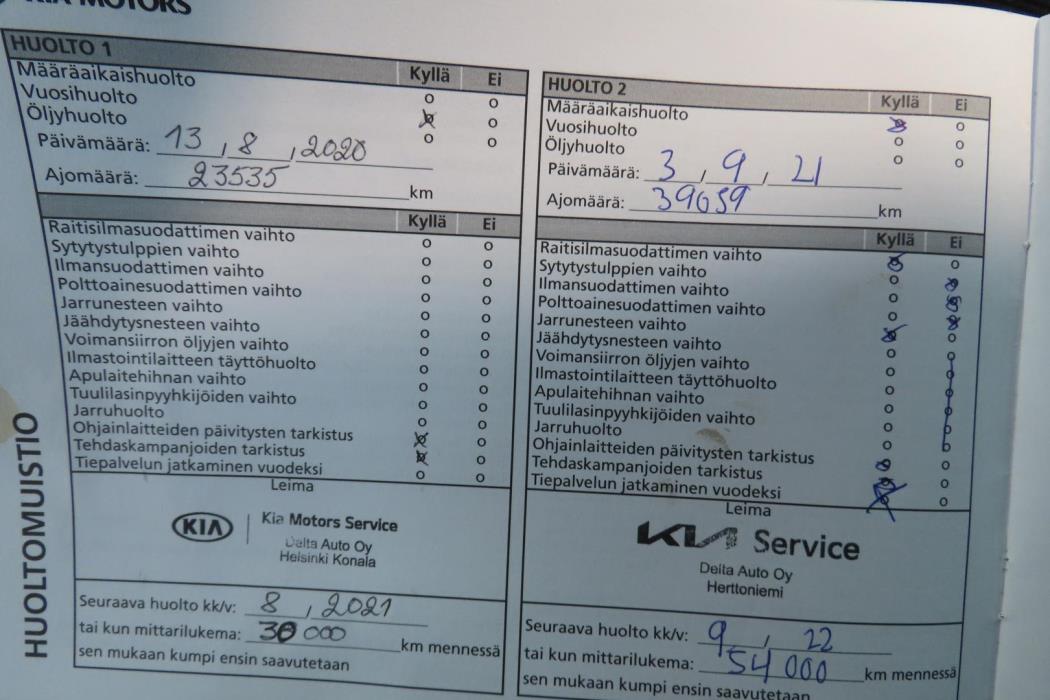 KIA MOTORS
HUOLTO 1 Kyllä Ei
Määräaikaishuolto
Vuosihuolto
Öljyhuolto
Päivämäärä: 13 , 8 , 2020
Ajomäärä: 23535 km
Kyllä Ei
Raitisilmasuodattimen vaihto
Sytytystulppien vaihto
Ilmansuodattimen vaihto
Polttoainesuodattimen vaihto
Jarrunesteen vaihto
Jäähdytysnesteen vaihto
Voimansiirron öljyjen vaihto
Ilmastointilaitteen täyttöhuolto
Apulaitehihnan vaihto
Tuulilasinpyyhkijöiden vaihto
Jarruhuolto
Ohjainlaitteiden päivitysten tarkistus
Tehdaskampanjoiden tarkistus
Tiepalvelun jatkaminen vuodeksi
Leima
KIA Kia Motors Service
Delta Auto Oy
Helsinki Konala
Seuraava huolto kk/v: 8 , 2021
tai kun mittarilukema: 30 000 km mennessä
sen mukaan kumpi ensin saavutetaan
HUOLTO 2 Kyllä Ei
Määräaikaishuolto
Vuosihuolto
Öljyhuolto
Päivämäärä: 3 , 9 , 21
Ajomäärä: 39659 km
Kyllä Ei
Raitisilmasuodattimen vaihto
Sytytystulppien vaihto
Ilmansuodattimen vaihto
Polttoainesuodattimen vaihto
Jarrunesteen vaihto
Jäähdytysnesteen vaihto
Voimansiirron öljyjen vaihto
Ilmastointilaitteen täyttöhuolto
Apulaitehihnan vaihto
Tuulilasinpyyhkijöiden vaihto
Jarruhuolto
Ohjainlaitteiden päivitysten tarkistus
Tehdaskampanjoiden tarkistus
Tiepalvelun jatkaminen vuodeksi
Leima
KIA Service
Delta Auto Oy
Herttoniemi
Seuraava huolto kk/v: 9 , 22
tai kun mittarilukema: 54 000 km mennessä
sen mukaan kumpi ensin saavutetaan
HUOLTOMUISTIO